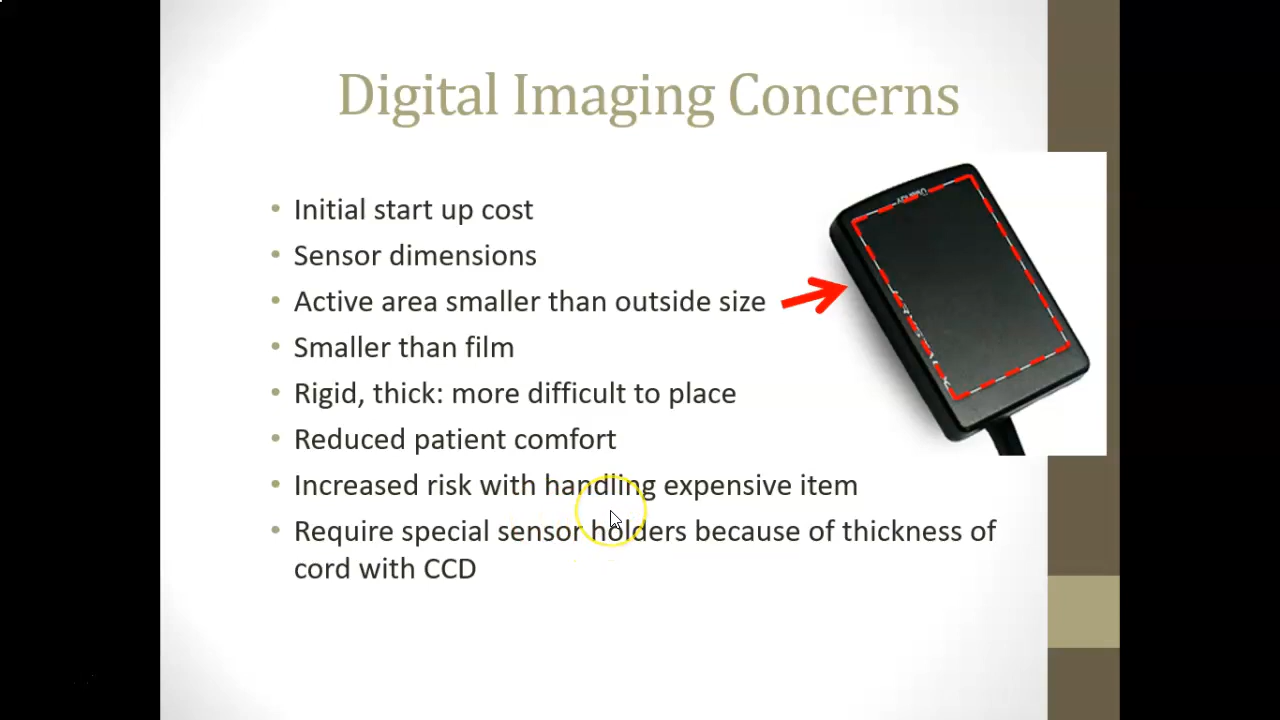 Digital Imaging Concerns
• Initial start up cost
• Sensor dimensions
• Active area smaller than outside size
• Smaller than film
• Rigid, thick: more difficult to place
• Reduced patient comfort
• Increased risk with handling expensive item
• Require special sensor holders because of thickness of
cord with CCD